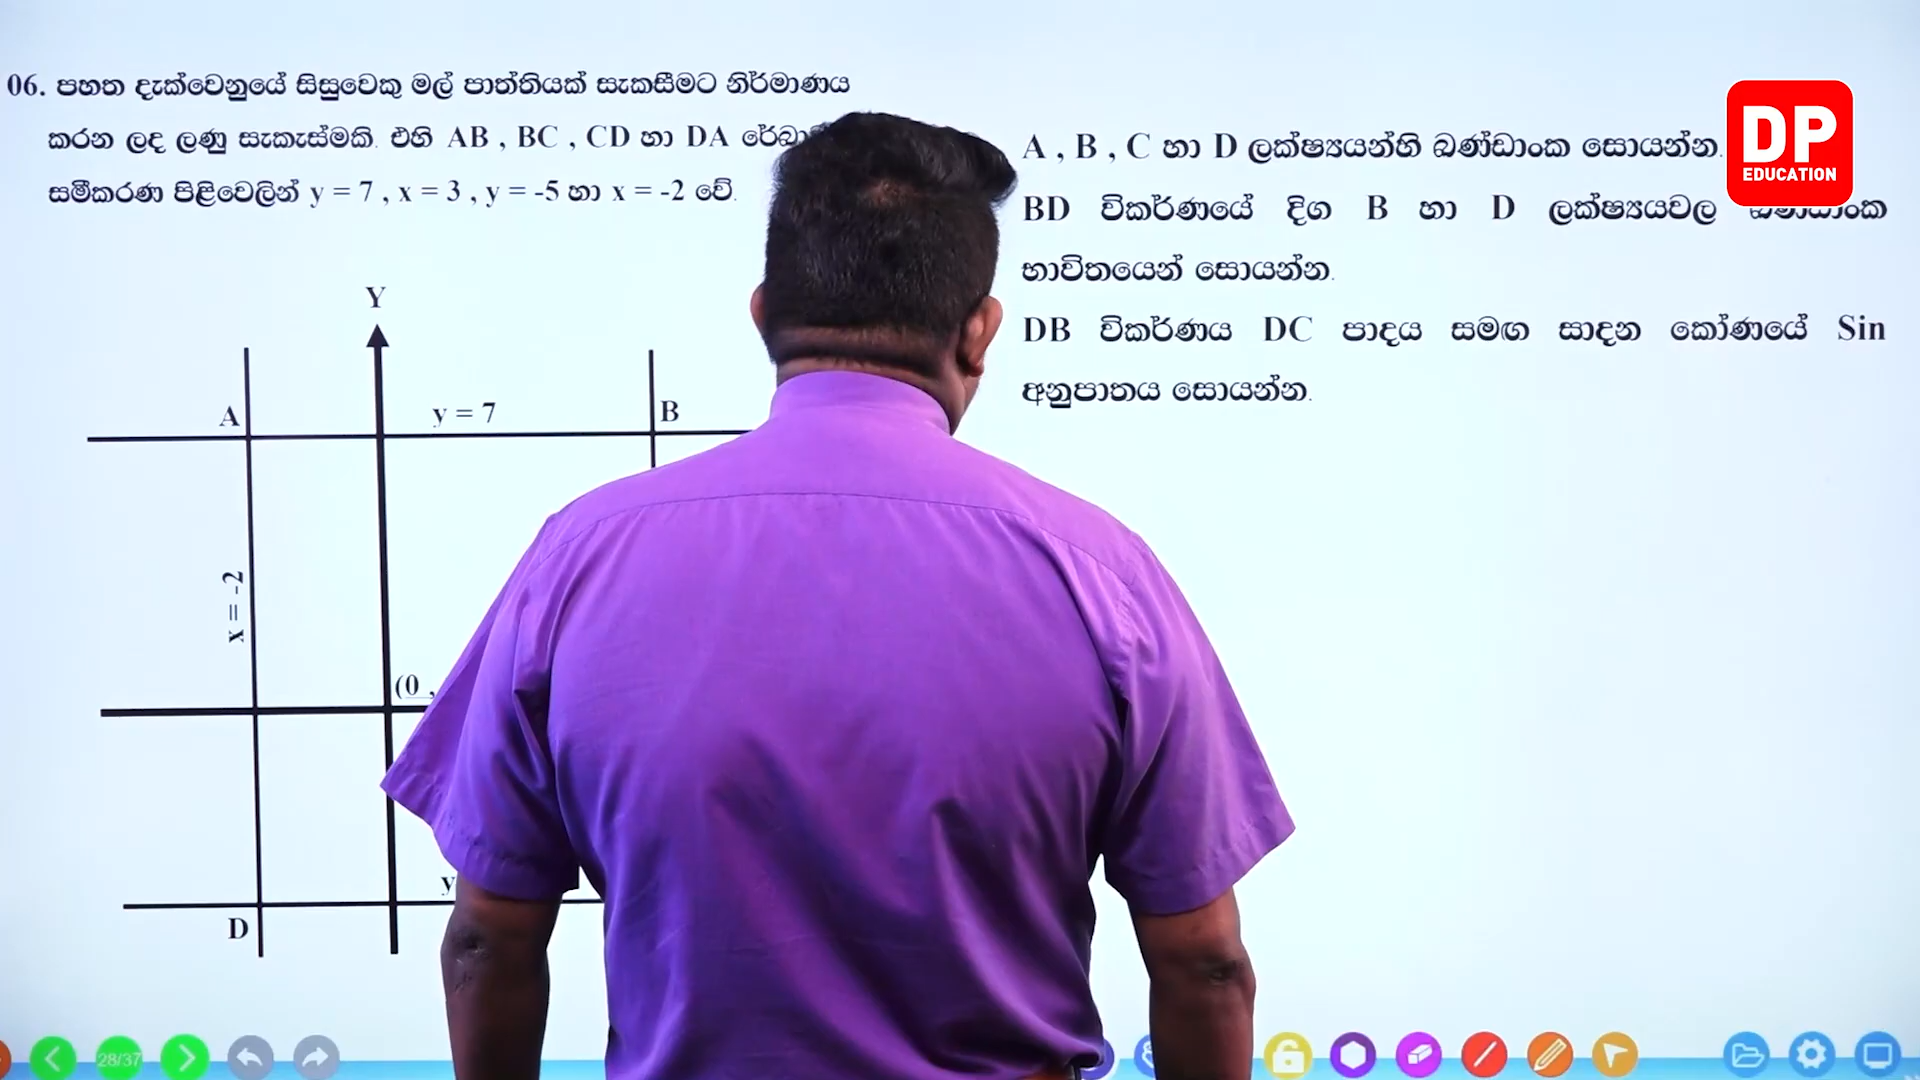 06. පහත දැක්වෙනුයේ සිසුවෙකු මල් පාත්තියක් සැකසීමට නිර්මාණය
කරන ලද ලණු සැකැස්මකි. එහි AB , BC , CD හා DA
සමීකරණ පිළිවෙලින් y = 7 , x = 3 , y = -5 හා x = -2 වේ.
A , B , C හා D ලක්ෂ්‍යයන්හි ඛණ්ඩාංක සොයන්න.
BD විකර්ණයේ දිග B හා D ලක්ෂ්‍යයවල
භාවිතයෙන් සොයන්න.
DB විකර්ණය DC පාදය සමඟ සාදන කෝණයේ Sin
අනුපාතය සොයන්න.
DP
EDUCATION
Y
A
y = 7
B
x = -2
(0 ,
y
D
28/37